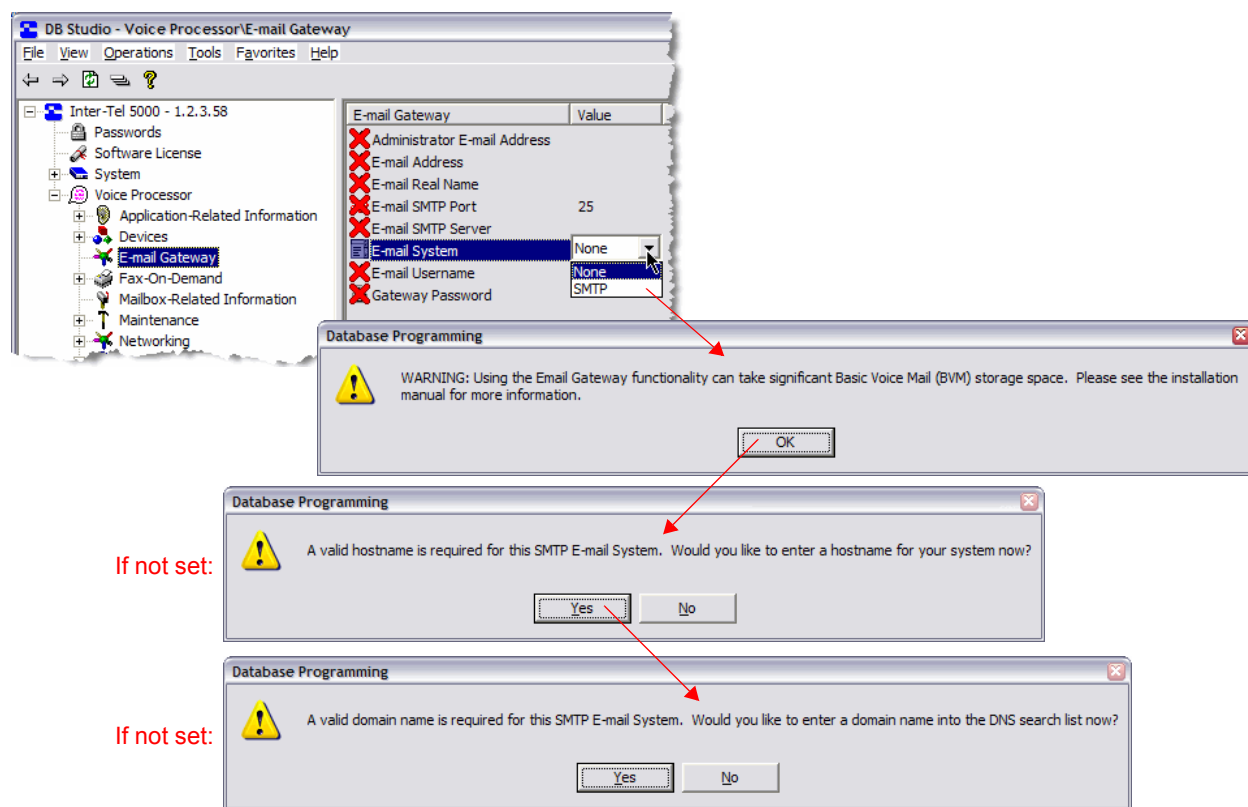 DB Studio - Voice Processor\E-mail Gateway
File View Operations Tools Favorites Help
Inter-Tel 5000 - 1.2.3.58
Passwords
Software License
System
Voice Processor
Application-Related Information
Devices
E-mail Gateway
Fax-On-Demand
Mailbox-Related Information
Maintenance
Networking
E-mail Gateway Value
Administrator E-mail Address
E-mail Address
E-mail Real Name
E-mail SMTP Port 25
E-mail SMTP Server
E-mail System None
E-mail Username None
SMTP
Gateway Password
Database Programming
WARNING: Using the Email Gateway functionality can take significant Basic Voice Mail (BVM) storage space. Please see the installation
manual for more information.
OK
Database Programming
If not set:
A valid hostname is required for this SMTP E-mail System. Would you like to enter a hostname for your system now?
Yes No
Database Programming
If not set:
A valid domain name is required for this SMTP E-mail System. Would you like to enter a domain name into the DNS search list now?
Yes No